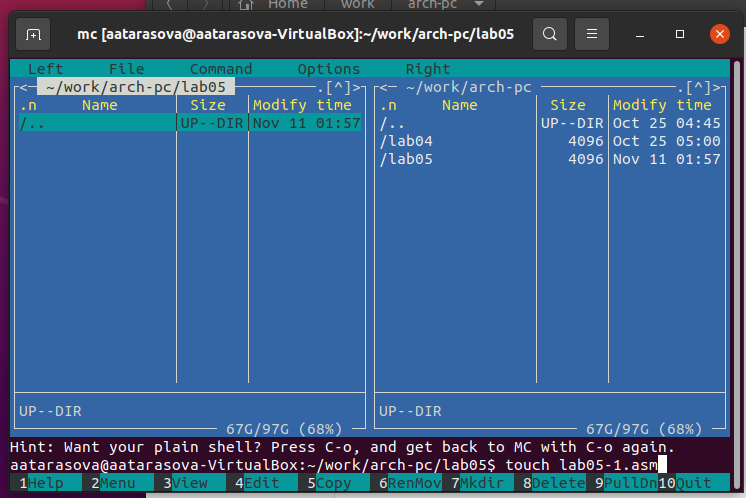 Home work arch-pc
mc [aatarasova@aatarasova-VirtualBox]:~/work/arch-pc/lab05
Left File Command Options Right
<─ ~/work/arch-pc/lab05 ─.[^]> <─ ~/work/arch-pc ─.[^]>
.n Name Size Modify time .n Name Size Modify time
/.. UP--DIR Nov 11 01:57 /.. UP--DIR Oct 25 04:45
/lab04 4096 Oct 25 05:00
/lab05 4096 Nov 11 01:57
UP--DIR UP--DIR
67G/97G (68%) 67G/97G (68%)
Hint: Want your plain shell? Press C-o, and get back to MC with C-o again.
aatarasova@aatarasova-VirtualBox:~/work/arch-pc/lab05$ touch lab05-1.asm
1Help 2Menu 3View 4Edit 5Copy 6RenMov 7Mkdir 8Delete 9PullDn 10Quit